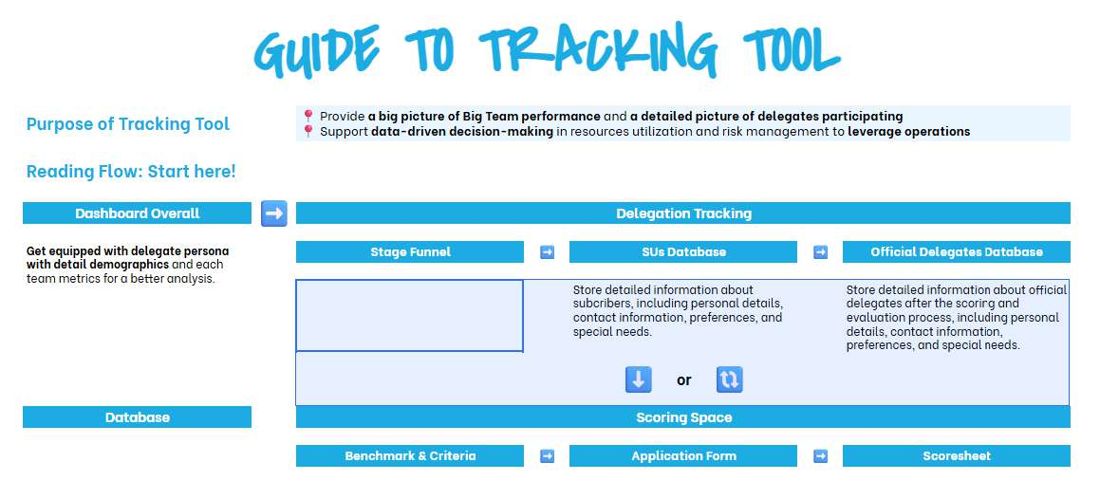 GUIDE TO TRACKING TOOL
Purpose of Tracking Tool
Provide a big picture of Big Team performance and a detailed picture of delegates participating
Support data-driven decision-making in resources utilization and risk management to leverage operations
Reading Flow: Start here!
Dashboard Overall
Delegation Tracking
Get equipped with delegate persona
with detail demographics and each
team metrics for a better analysis.
Stage Funnel
SUs Database
Official Delegates Database
Store detailed information about
subcribers, including personal details,
contact information, preferences, and
special needs.
Store detailed information about official
delegates after the scoring and
evaluation process, including personal
details, contact information,
preferences, and special needs.
or
Database
Scoring Space
Benchmark & Criteria
Application Form
Scoresheet